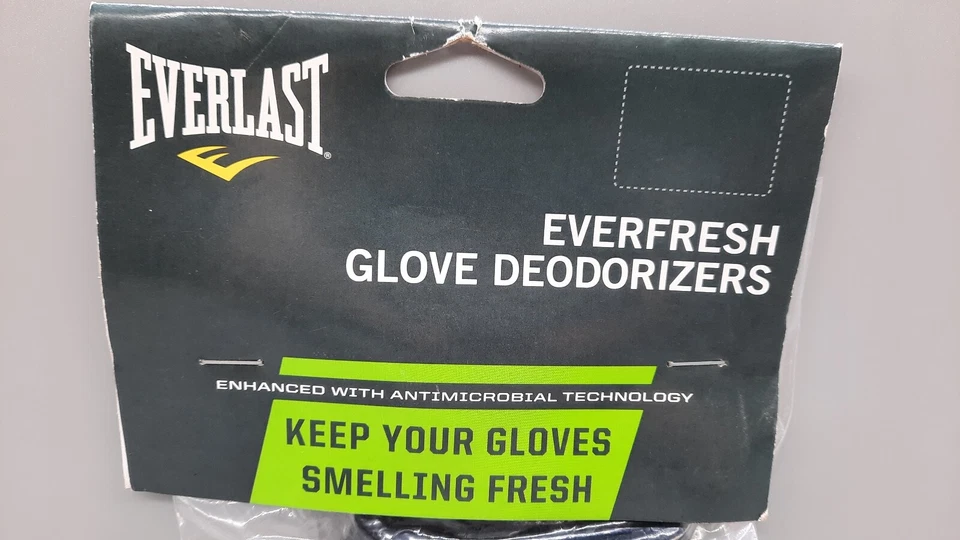 EVERLAST®
EVERFRESH
GLOVE DEODORIZERS
ENHANCED WITH ANTIMICROBIAL TECHNOLOGY
KEEP YOUR GLOVES
SMELLING FRESH